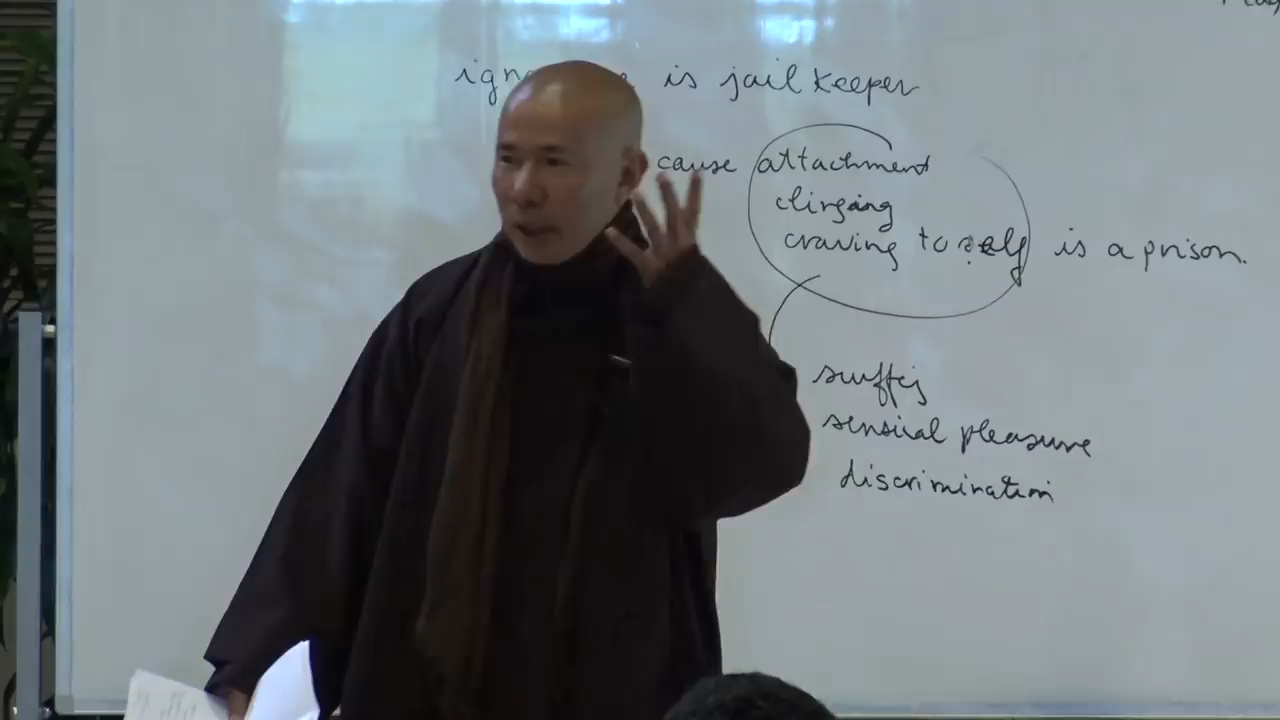 is jail keeper
cause attachment
clinging
craving to self is a prison.
sensual pleasure
discrimination